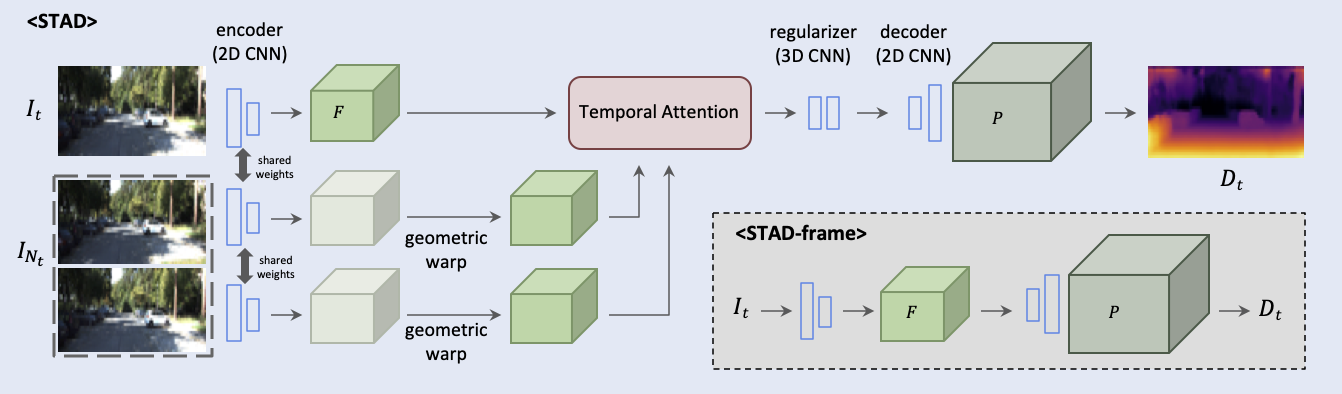 <STAD>
encoder
(2D CNN)
regularizer
(3D CNN)
decoder
(2D CNN)
I_t
F
Temporal Attention
P
D_t
shared
weights
I_{N_t}
geometric
warp
shared
weights
geometric
warp
<STAD-frame>
I_t
F
P
D_t